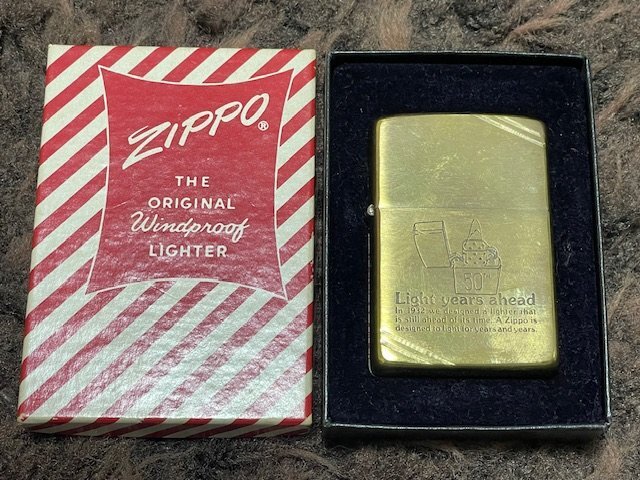 ZIPPO®
THE
ORIGINAL
Windproof
LIGHTER
50
Light years ahead
In 1932 we designed a lighter that
is still ahead of its time. A Zippo is
designed to light for years and years.